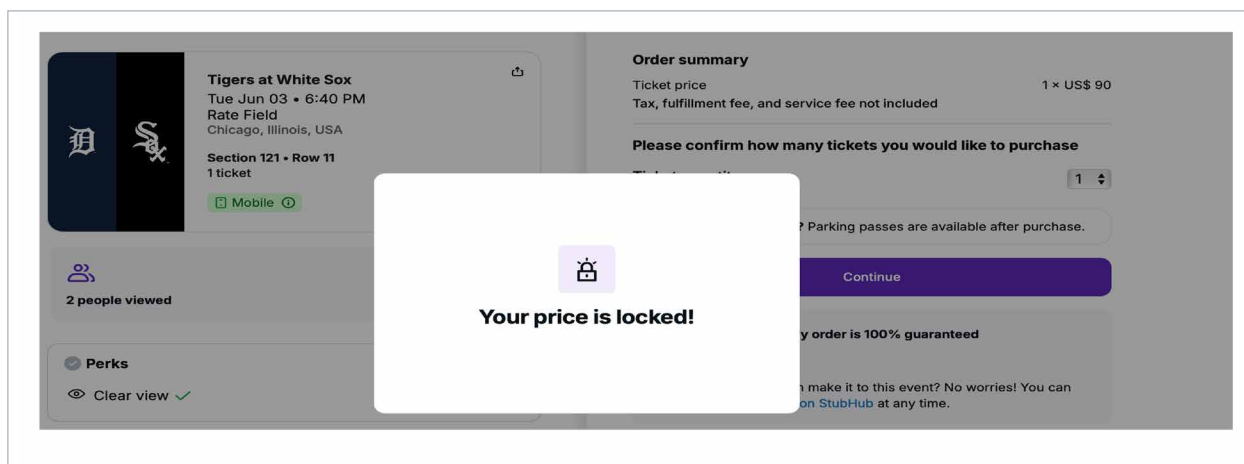 Tigers at White Sox
Tue Jun 03 • 6:40 PM
Rate Field
Chicago, Illinois, USA
Section 121 • Row 11
1 ticket
Mobile
2 people viewed
Perks
Clear view
Your price is locked!
Order summary
Ticket price 1 × US$ 90
Tax, fulfillment fee, and service fee not included
Please confirm how many tickets you would like to purchase
1
? Parking passes are available after purchase.
Continue
y order is 100% guaranteed
make it to this event? No worries! You can
on StubHub at any time.